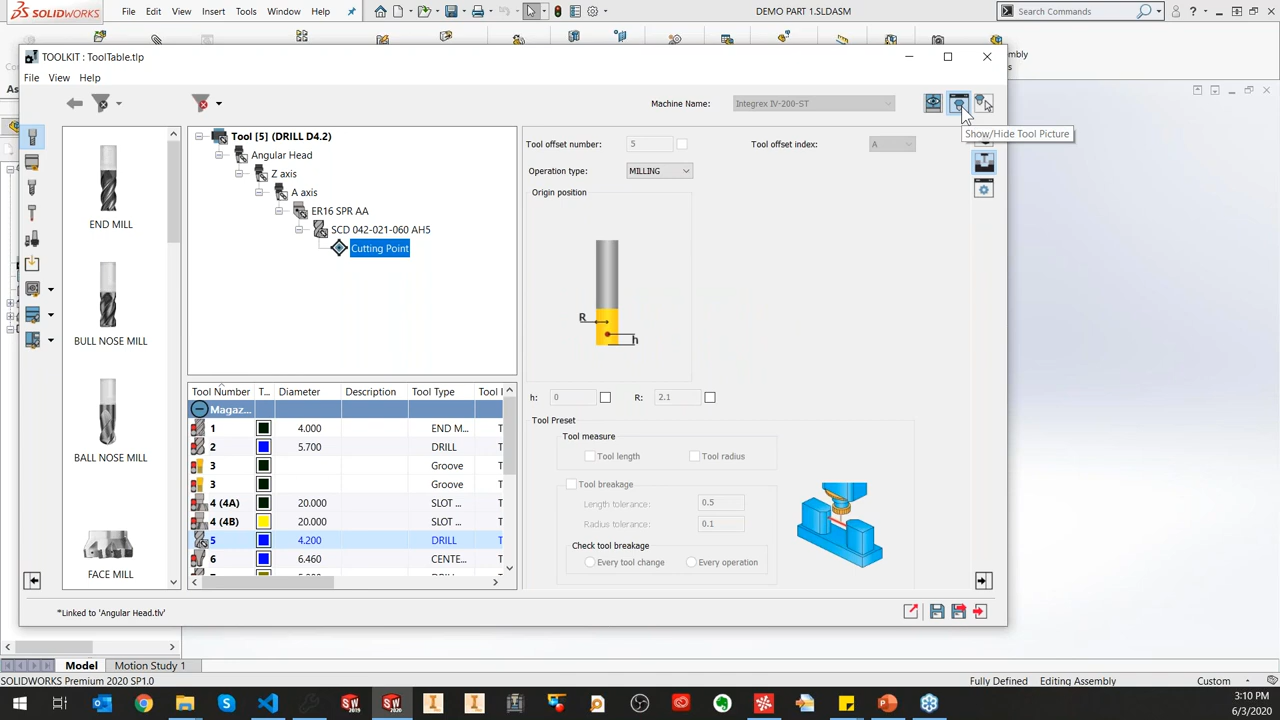 SOLIDWORKS
File
Edit
View
Insert
Tools
Window
Help
DEMO PART 1.SLDASM
Search Commands
TOOLKIT : ToolTable.tlp
File
View
Help
Machine Name:
Integrex IV-200-ST
Show/Hide Tool Picture
END MILL
BULL NOSE MILL
BALL NOSE MILL
FACE MILL
Tool [5] (DRILL D4.2)
Angular Head
Z axis
A axis
ER16 SPR AA
SCD 042-021-060 AH5
Cutting Point
Tool offset number:
5
Tool offset index:
A
Operation type:
MILLING
Origin position
R
h
h:
0
R:
2.1
Tool Preset
Tool measure
Tool length
Tool radius
Tool breakage
Length tolerance:
0.5
Radius tolerance:
0.1
Check tool breakage
Every tool change
Every operation
Tool Number T... Diameter Description Tool Type Tool I
Magaz...
1 4.000 END M... T
2 5.700 DRILL T
3 Groove T
3 Groove T
4 (4A) 20.000 SLOT ... T
4 (4B) 20.000 SLOT ... T
5 4.200 DRILL T
6 6.460 CENTE... T
*Linked to 'Angular Head.tlv'
Model
Motion Study 1
SOLIDWORKS Premium 2020 SP1.0
Fully Defined
Editing Assembly
Custom
3:10 PM
6/3/2020